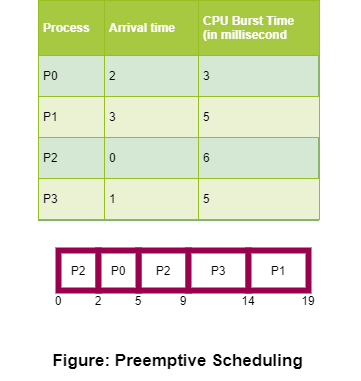 Process Arrival time CPU Burst Time
(in millisecond
P0 2 3
P1 3 5
P2 0 6
P3 1 5
P2 P0 P2 P3 P1
0 2 5 9 14 19
Figure: Preemptive Scheduling